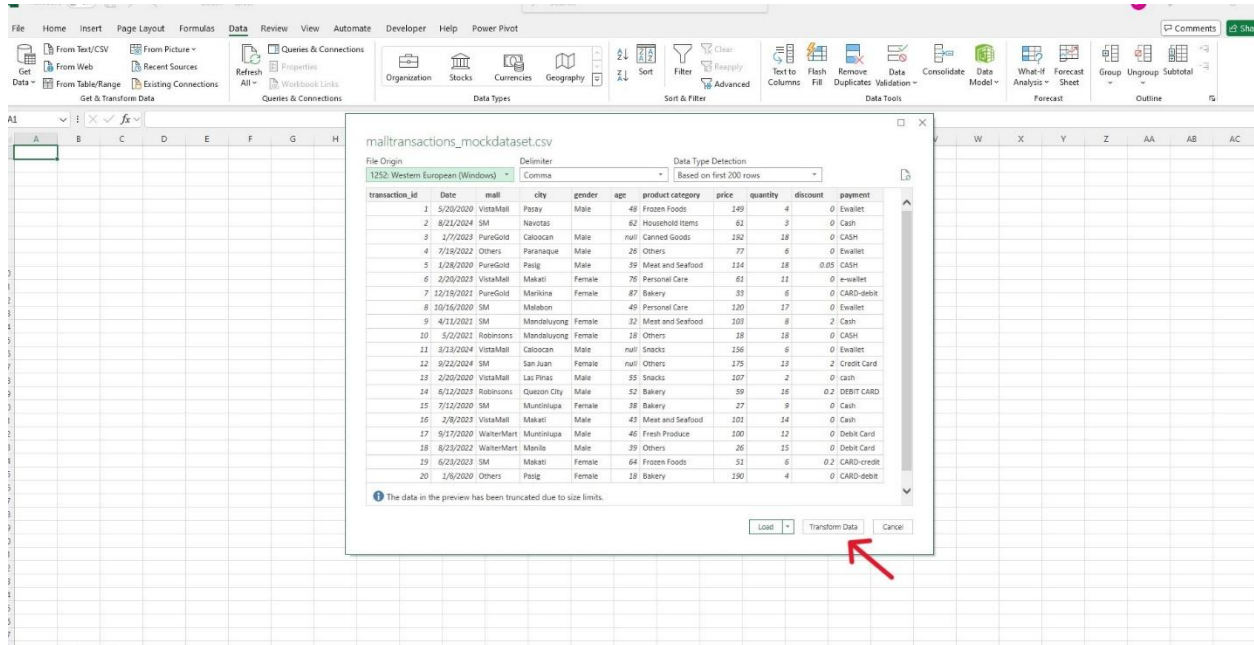 File Home Insert Page Layout Formulas Data Review View Automate Developer Help Power Pivot
Comments
Get Data
From Text/CSV
From Web
From Table/Range
From Picture
Recent Sources
Existing Connections
Get & Transform Data
Refresh All
Queries & Connections
Properties
Workbook Links
Queries & Connections
Organization Stocks Currencies Geography
Data Types
Sort
Filter
Clear
Reapply
Advanced
Sort & Filter
Text to Columns
Flash Fill
Remove Duplicates
Data Validation
Consolidate
Data Model
Data Tools
What-If Analysis
Forecast Sheet
Forecast
Group Ungroup Subtotal
Outline
A1
fx
A B C D E F G H W X Y Z AA AB AC
malltransactions_mockdataset.csv
File Origin Delimiter Data Type Detection
1252: Western European (Windows) Comma Based on first 200 rows
transaction_id Date mall city gender age product category price quantity discount payment
1 5/20/2020 VistaMall Pasay Male 48 Frozen Foods 149 4 0 Ewallet
2 8/21/2024 SM Navotas 62 Household Items 61 3 0 Cash
3 1/7/2023 PureGold Caloocan Male null Canned Goods 192 18 0 CASH
4 7/19/2022 Others Paranaque Male 26 Others 77 6 0 Ewallet
5 1/28/2020 PureGold Pasig Male 39 Meat and Seafood 114 18 0.05 CASH
6 2/20/2023 VistaMall Makati Female 76 Personal Care 61 11 0 e-wallet
7 12/19/2021 PureGold Marikina Female 87 Bakery 33 6 0 CARD-debit
8 10/16/2020 SM Malabon 49 Personal Care 120 17 0 Ewallet
9 4/11/2021 SM Mandaluyong Female 32 Meat and Seafood 103 8 2 Cash
10 5/2/2021 Robinsons Mandaluyong Female 18 Others 18 18 0 CASH
11 3/13/2024 VistaMall Caloocan Male null Snacks 156 6 0 Ewallet
12 9/22/2024 SM San Juan Female null Others 175 13 2 Credit Card
13 2/20/2020 VistaMall Las Pinas Male 55 Snacks 107 2 0 cash
14 6/12/2023 Robinsons Quezon City Male 52 Bakery 59 16 0.2 DEBIT CARD
15 7/12/2020 SM Muntinlupa Female 38 Bakery 27 9 0 Cash
16 2/8/2023 VistaMall Makati Male 43 Meat and Seafood 101 14 0 Cash
17 9/17/2020 WalterMart Muntinlupa Male 46 Fresh Produce 100 12 0 Debit Card
18 8/23/2022 WalterMart Manila Male 39 Others 26 15 0 Debit Card
19 6/23/2023 SM Makati Female 64 Frozen Foods 51 6 0.2 CARD-credit
20 1/6/2020 Others Pasig Female 18 Bakery 190 4 0 CARD-debit
The data in the preview has been truncated due to size limits.
Load Transform Data Cancel